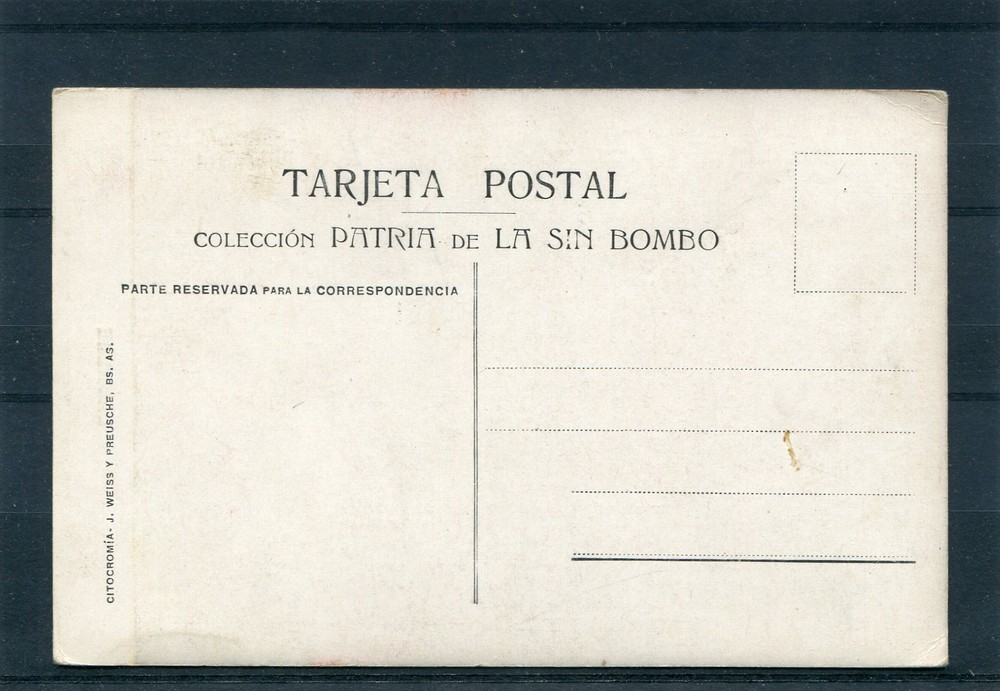 TARJETA POSTAL
COLECCIÓN PATRIA DE LA SIN BOMBO
PARTE RESERVADA PARA LA CORRESPONDENCIA
CITOCROMÍA- J. WEISS Y PREUSCHE, BS. AS.